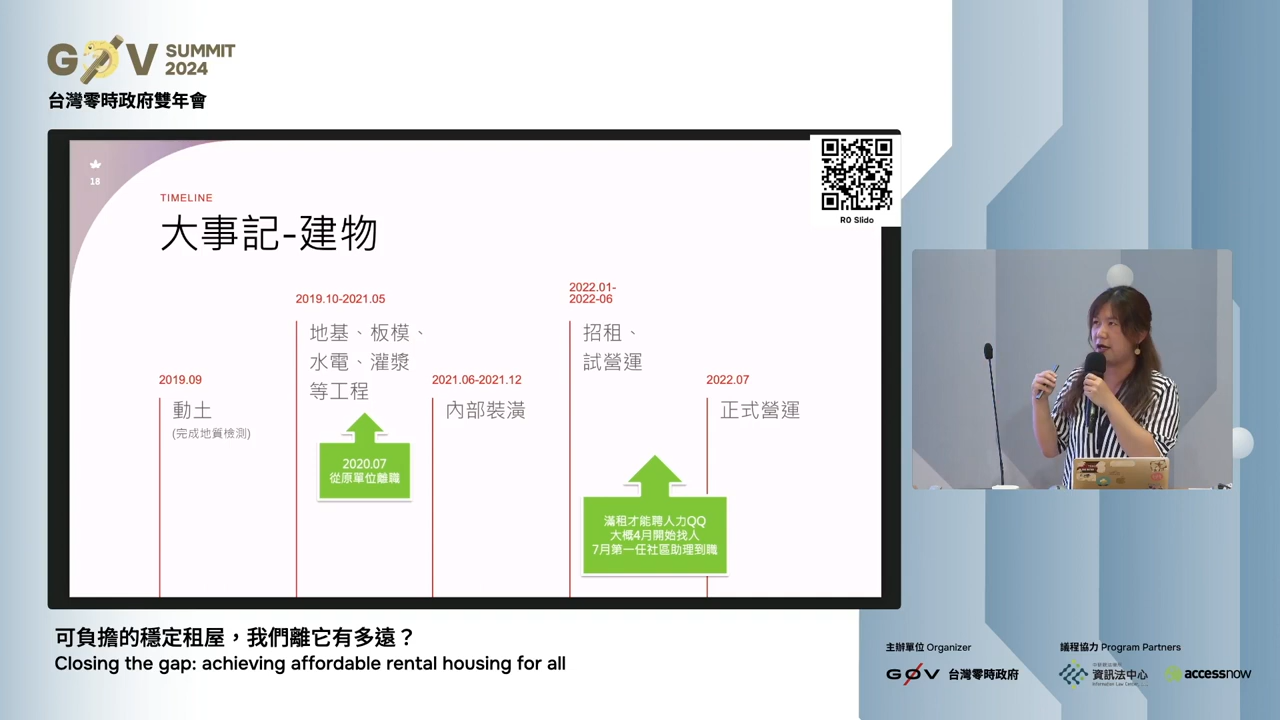 G0V SUMMIT 2024
台灣零時政府雙年會
18
TIMELINE
大事記-建物
R0 Slido
2019.09
動土
(完成地質檢測)
2019.10-2021.05
地基、板模、
水電、灌漿
等工程
2020.07
從原單位離職
2021.06-2021.12
內部裝潢
2022.01-
2022-06
招租、
試營運
滿租才能聘人力QQ
大概4月開始找人
7月第一任社區助理到職
2022.07
正式營運
可負擔的穩定租屋，我們離它有多遠？
Closing the gap: achieving affordable rental housing for all
主辦單位 Organizer
G0V 台灣零時政府
議程協力 Program Partners
資訊法中心
Information Law Center
accessnow